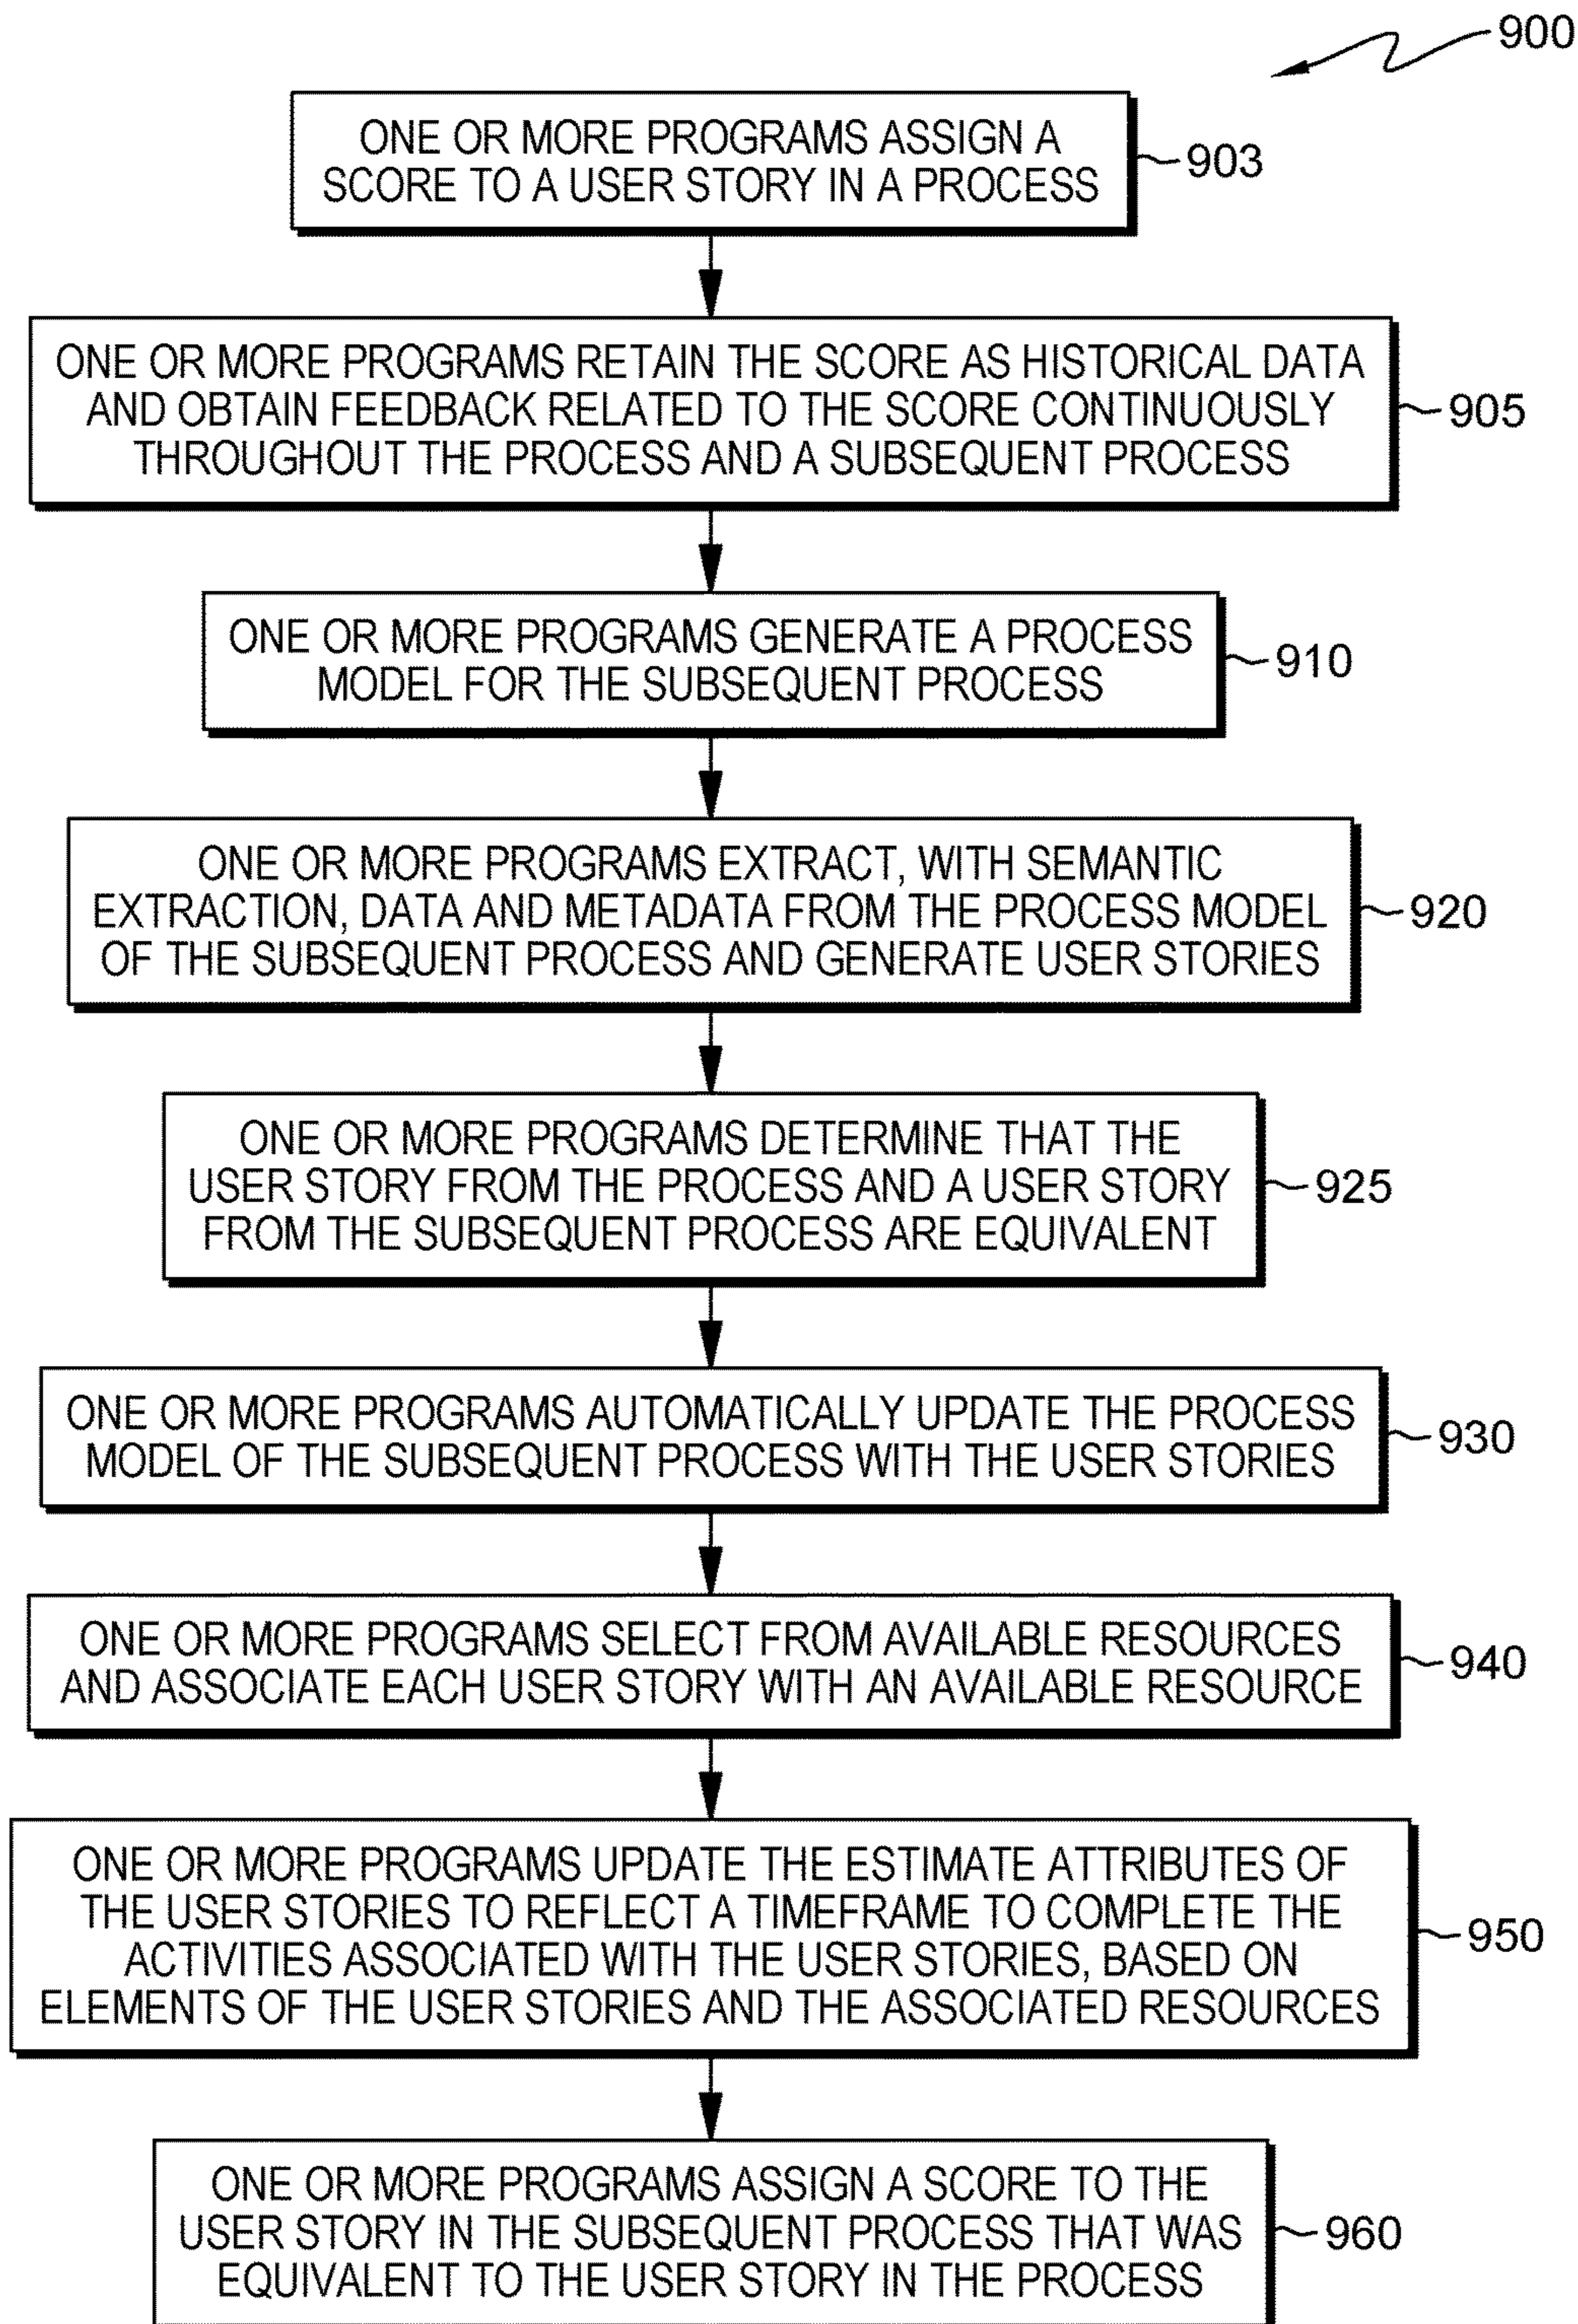 900
ONE OR MORE PROGRAMS ASSIGN A
SCORE TO A USER STORY IN A PROCESS
903
ONE OR MORE PROGRAMS RETAIN THE SCORE AS HISTORICAL DATA
AND OBTAIN FEEDBACK RELATED TO THE SCORE CONTINUOUSLY
THROUGHOUT THE PROCESS AND A SUBSEQUENT PROCESS
905
ONE OR MORE PROGRAMS GENERATE A PROCESS
MODEL FOR THE SUBSEQUENT PROCESS
910
ONE OR MORE PROGRAMS EXTRACT, WITH SEMANTIC
EXTRACTION, DATA AND METADATA FROM THE PROCESS MODEL
OF THE SUBSEQUENT PROCESS AND GENERATE USER STORIES
920
ONE OR MORE PROGRAMS DETERMINE THAT THE
USER STORY FROM THE PROCESS AND A USER STORY
FROM THE SUBSEQUENT PROCESS ARE EQUIVALENT
925
ONE OR MORE PROGRAMS AUTOMATICALLY UPDATE THE PROCESS
MODEL OF THE SUBSEQUENT PROCESS WITH THE USER STORIES
930
ONE OR MORE PROGRAMS SELECT FROM AVAILABLE RESOURCES
AND ASSOCIATE EACH USER STORY WITH AN AVAILABLE RESOURCE
940
ONE OR MORE PROGRAMS UPDATE THE ESTIMATE ATTRIBUTES OF
THE USER STORIES TO REFLECT A TIMEFRAME TO COMPLETE THE
ACTIVITIES ASSOCIATED WITH THE USER STORIES, BASED ON
ELEMENTS OF THE USER STORIES AND THE ASSOCIATED RESOURCES
950
ONE OR MORE PROGRAMS ASSIGN A SCORE TO THE
USER STORY IN THE SUBSEQUENT PROCESS THAT WAS
EQUIVALENT TO THE USER STORY IN THE PROCESS
960